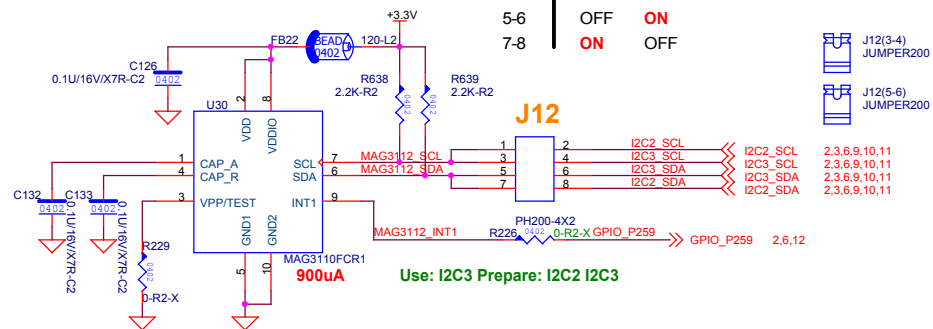 +3.3V
5-6 OFF ON
7-8 ON OFF
FB22 BEAD 0402 120-L2
J12(3-4)
JUMPER200
J12(5-6)
JUMPER200
C126
0.1U/16V/X7R-C2
0402
R638
2.2K-R2
0402
R639
2.2K-R2
0402
U30
2 8
VDD VDDIO
J12
1 CAP_A
4 CAP_R
3 VPP/TEST
SCL 7 MAG3112_SCL
SDA 6 MAG3112_SDA
INT1 9
GND1 GND2
5 10
1 2 I2C2_SCL I2C2_SCL 2,3,6,9,10,11
3 4 I2C3_SCL I2C3_SCL 2,3,6,9,10,11
5 6 I2C3_SDA I2C3_SDA 2,3,6,9,10,11
7 8 I2C2_SDA I2C2_SDA 2,3,6,9,10,11
PH200-4X2
C132 0402 0.1U/16V/X7R-C2
C133 0402 0.1U/16V/X7R-C2
R229
0402
0-R2-X
MAG3112_INT1 R226 0402 0-R2-X GPIO_P259 GPIO_P259 2,6,12
MAG3110FCR1
900uA
Use: I2C3 Prepare: I2C2 I2C3